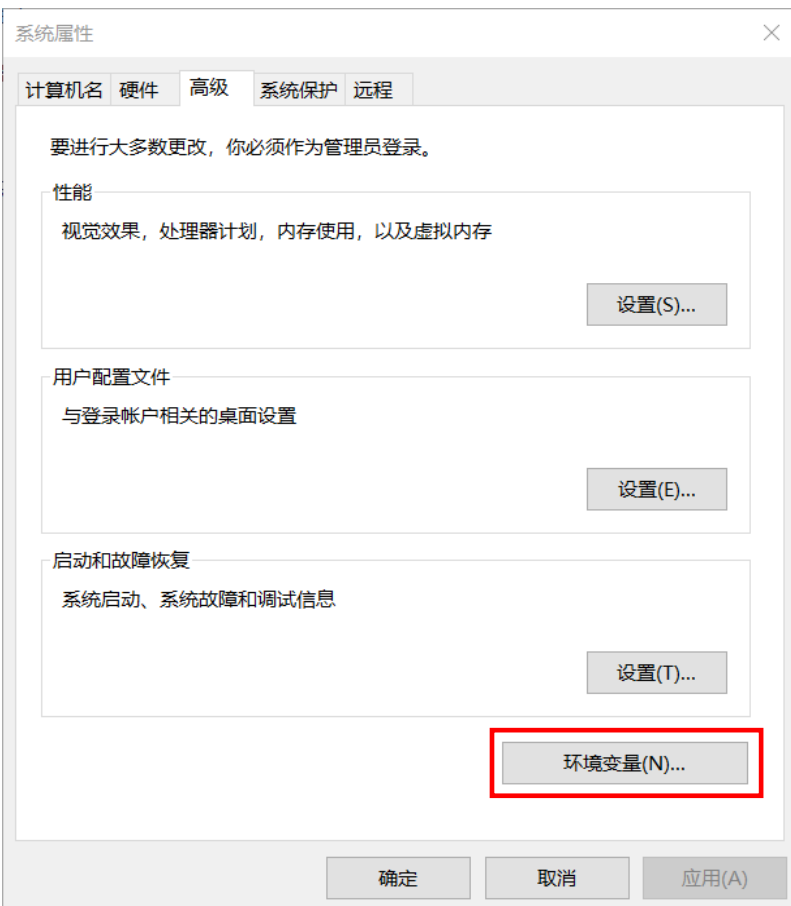 系统属性
计算机名 硬件 高级 系统保护 远程
要进行大多数更改，你必须作为管理员登录。
性能
视觉效果，处理器计划，内存使用，以及虚拟内存
设置(S)...
用户配置文件
与登录帐户相关的桌面设置
设置(E)...
启动和故障恢复
系统启动、系统故障和调试信息
设置(T)...
环境变量(N)...
确定 取消 应用(A)